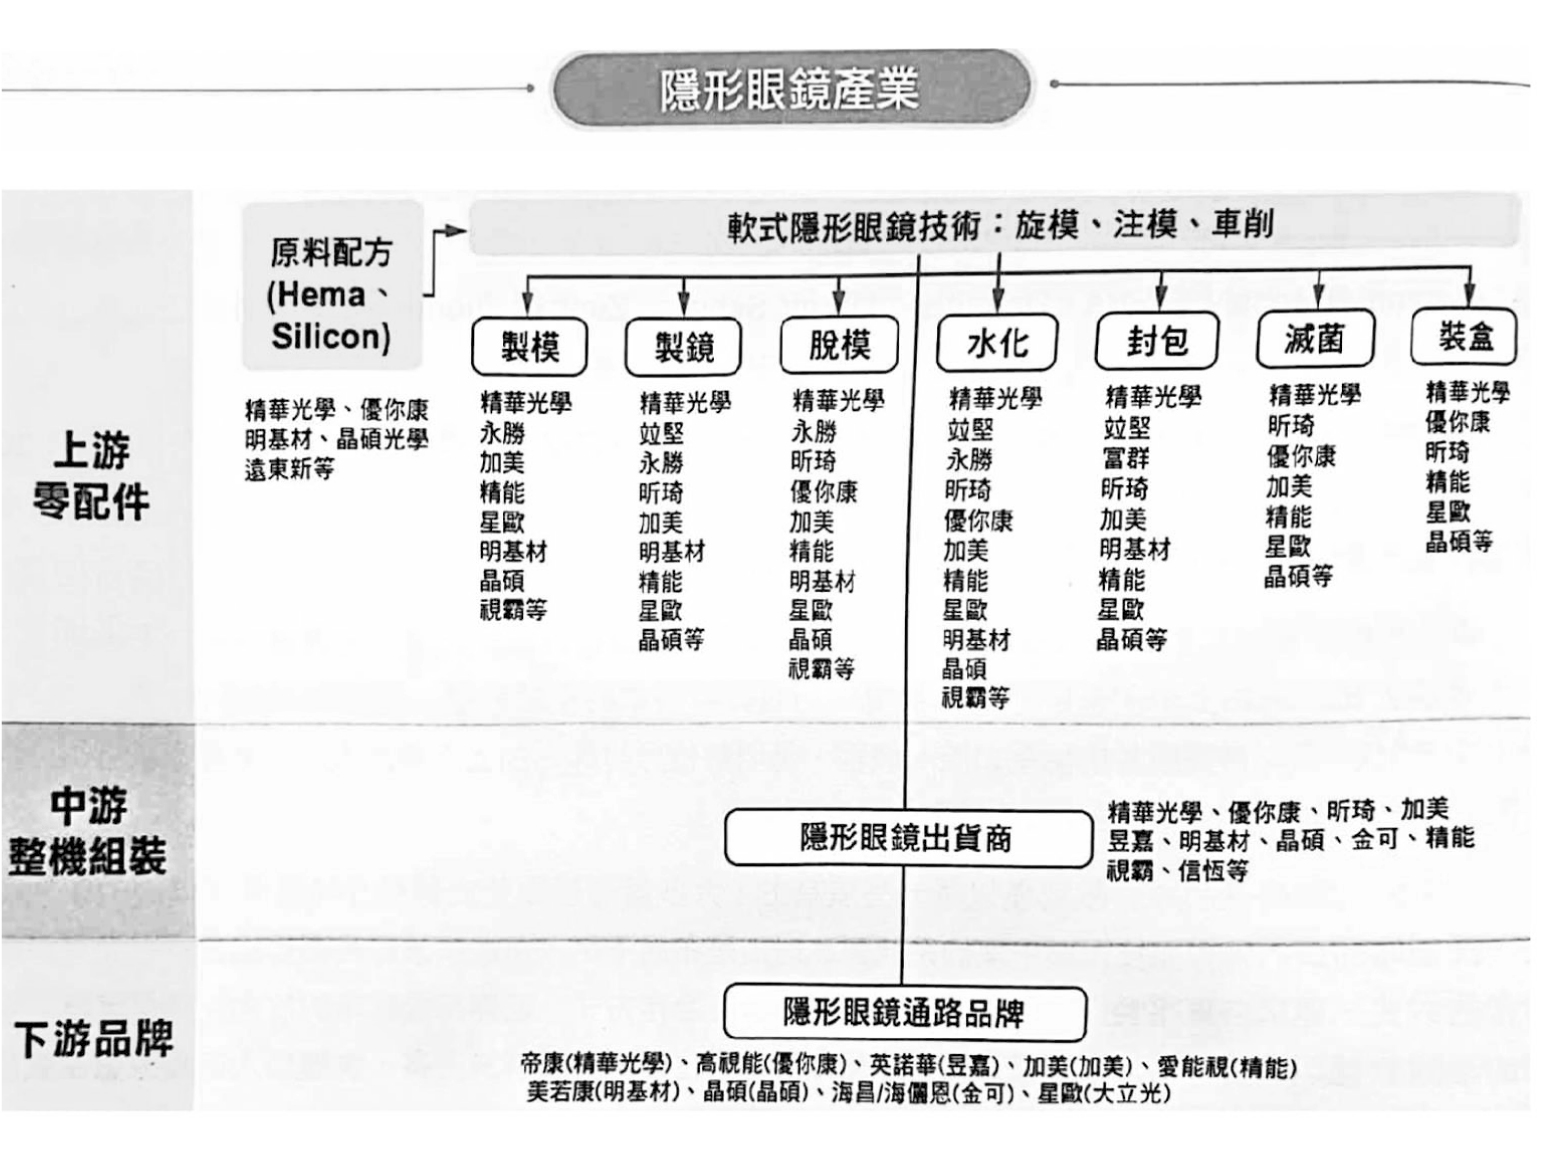 隱形眼鏡產業
原料配方
(Hema、
Silicon)
軟式隱形眼鏡技術：旋模、注模、車削
精華光學、優你康
明基材、晶碩光學
遠東新等
上游
零配件
製模
精華光學
永勝
加美
精能
星歐
明基材
晶碩
視霸等
製鏡
精華光學
竝堅
永勝
昕琦
加美
明基材
精能
星歐
晶碩等
脫模
精華光學
永勝
昕琦
優你康
加美
精能
明基材
星歐
晶碩
視霸等
水化
精華光學
竝堅
永勝
昕琦
優你康
加美
精能
星歐
明基材
晶碩
視霸等
封包
精華光學
竝堅
富群
昕琦
加美
明基材
精能
星歐
晶碩等
滅菌
精華光學
昕琦
優你康
加美
精能
星歐
晶碩等
裝盒
精華光學
優你康
昕琦
精能
星歐
晶碩等
中游
整機組裝
隱形眼鏡出貨商
精華光學、優你康、昕琦、加美
昱嘉、明基材、晶碩、金可、精能
視霸、信恆等
下游品牌
隱形眼鏡通路品牌
帝康(精華光學)、高視能(優你康)、英諾華(昱嘉)、加美(加美)、愛能視(精能)
美若康(明基材)、晶碩(晶碩)、海昌/海儷恩(金可)、星歐(大立光)